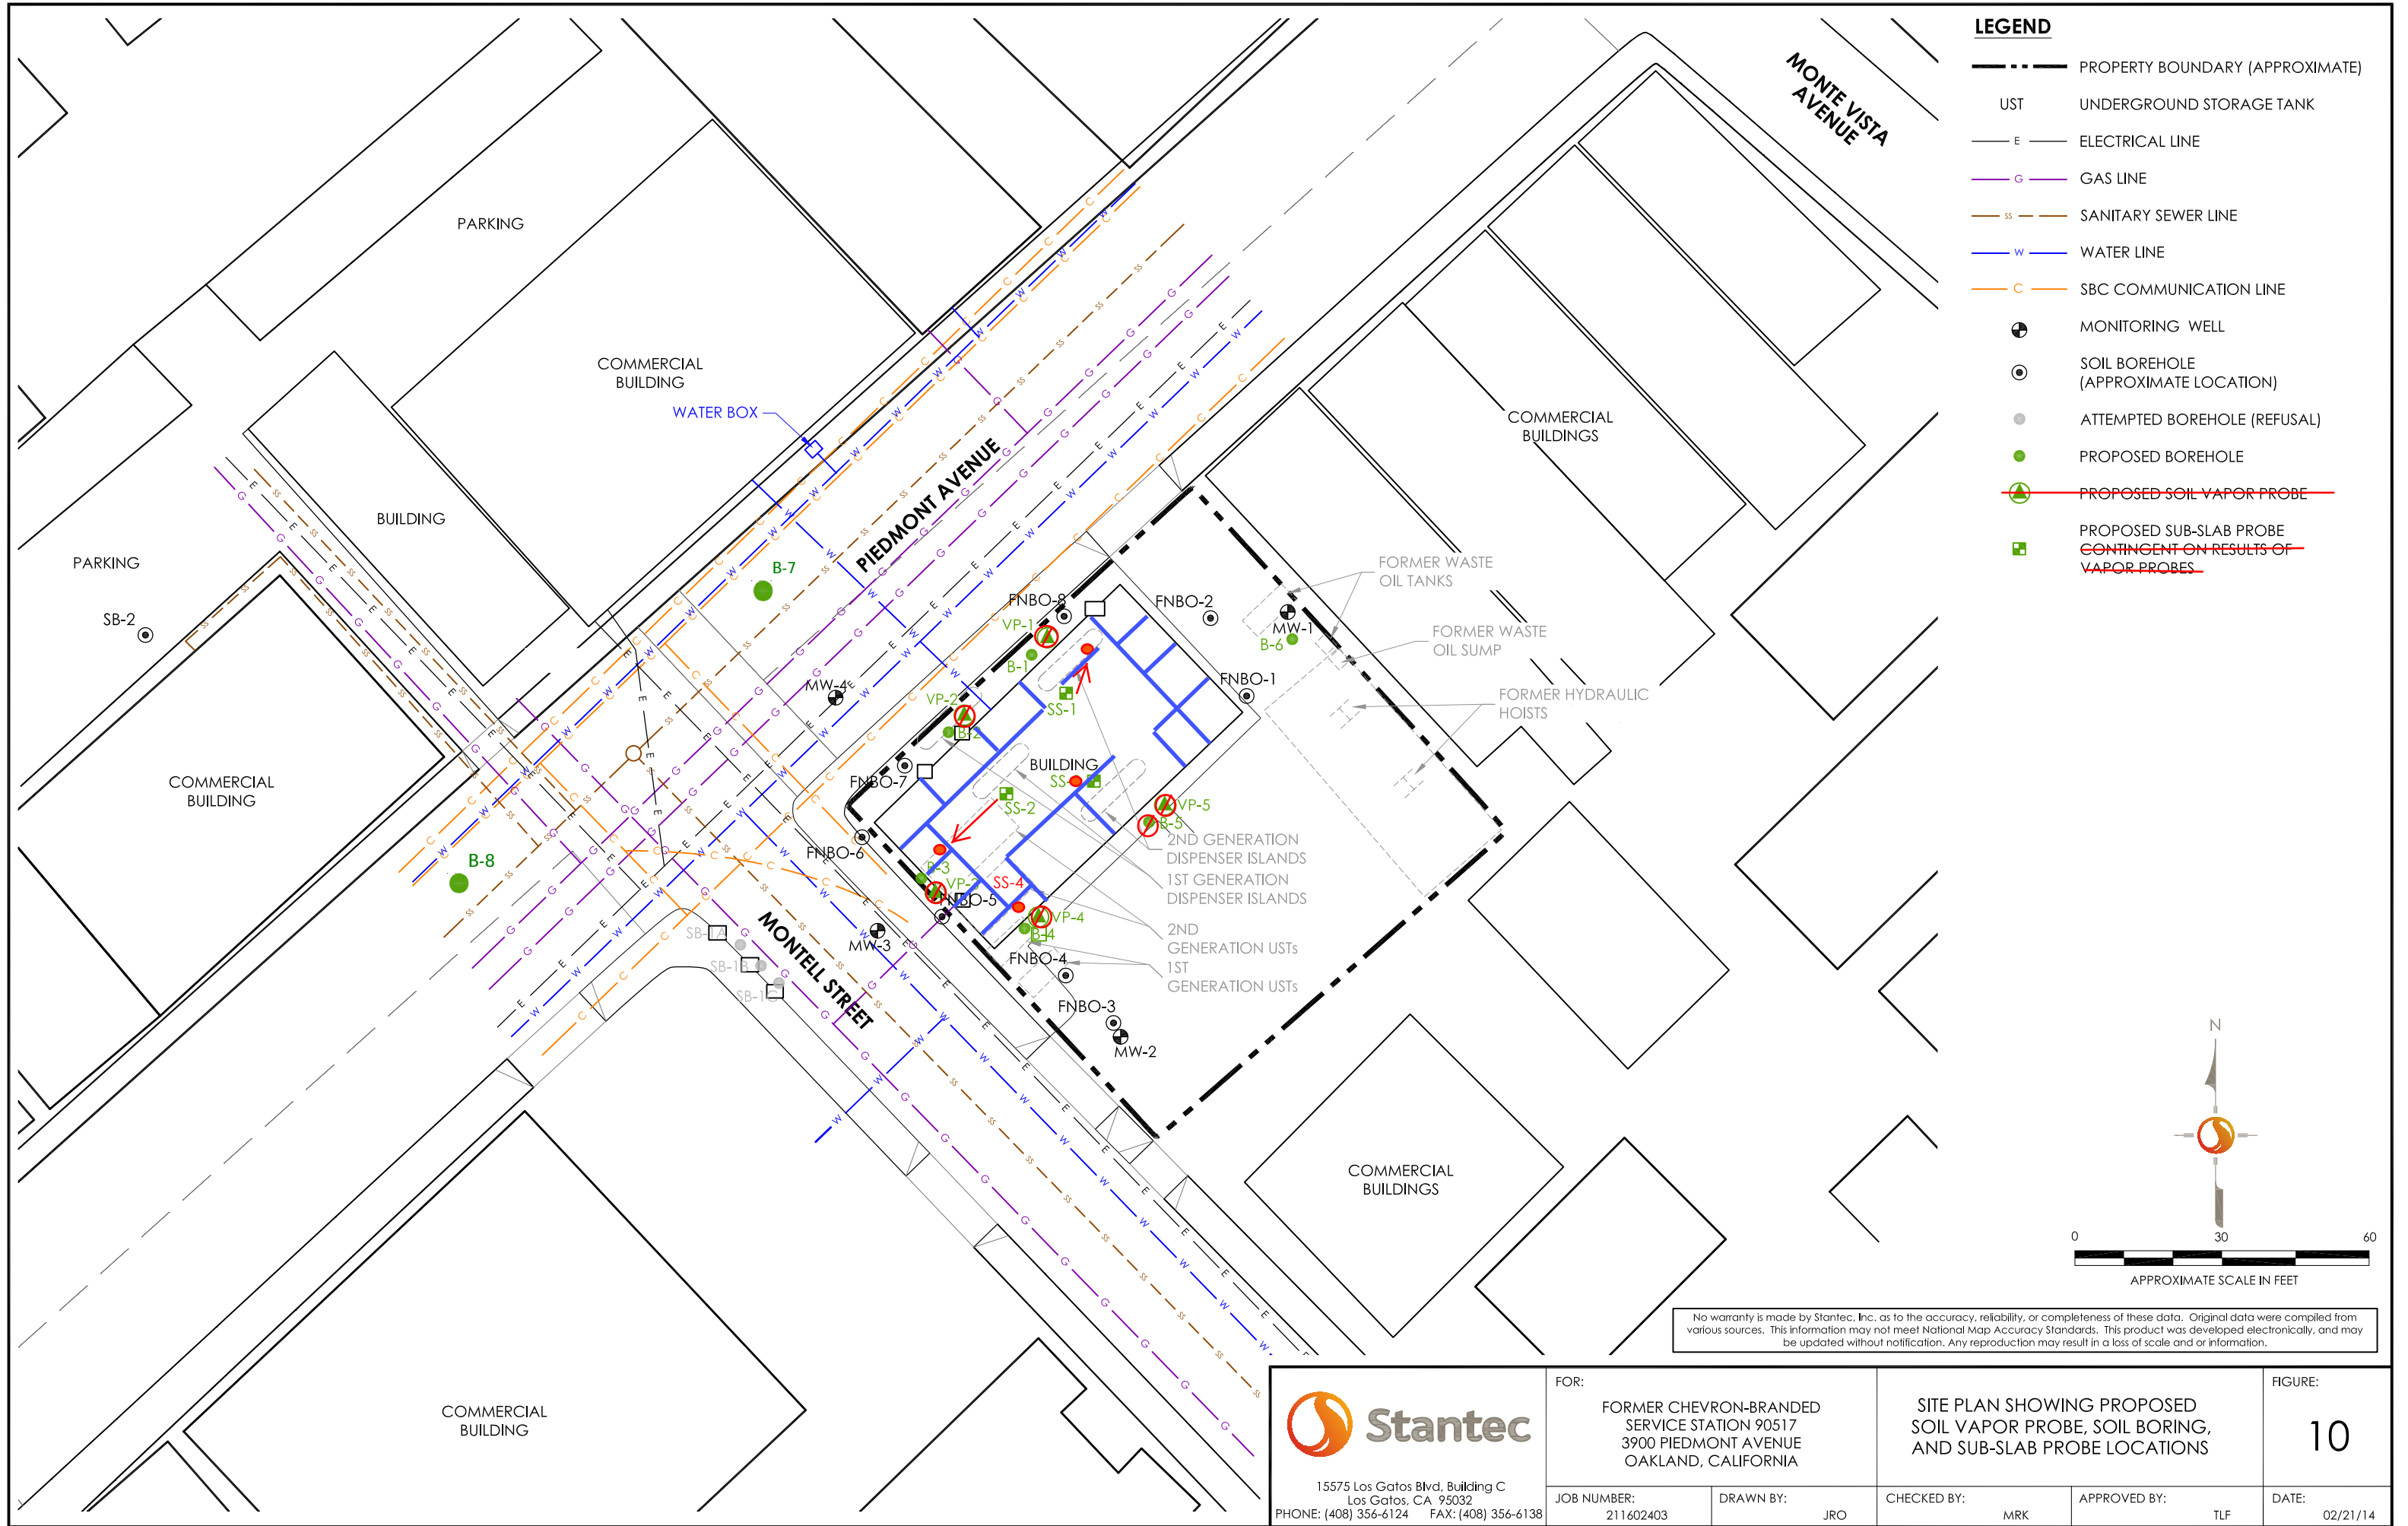 LEGEND
PROPERTY BOUNDARY (APPROXIMATE)
UST UNDERGROUND STORAGE TANK
E ELECTRICAL LINE
G GAS LINE
SS SANITARY SEWER LINE
W WATER LINE
C SBC COMMUNICATION LINE
MONITORING WELL
SOIL BOREHOLE
(APPROXIMATE LOCATION)
ATTEMPTED BOREHOLE (REFUSAL)
PROPOSED BOREHOLE
PROPOSED SOIL VAPOR PROBE
PROPOSED SUB-SLAB PROBE
CONTINGENT ON RESULTS OF
VAPOR PROBES
MONTE VISTA
AVENUE
PARKING
COMMERCIAL
BUILDING
WATER BOX
PIEDMONT AVENUE
COMMERCIAL
BUILDINGS
BUILDING
PARKING
SB-2
B-7
FORMER WASTE
OIL TANKS
FNBO-8
FNBO-2
VP-1
MW-1
B-6
FORMER WASTE
OIL SUMP
B-1
MW-4
VP-2
SS-1
FNBO-1
FORMER HYDRAULIC
HOISTS
B-2
BUILDING
FNBO-7
SS-
SS-2
VP-5
B-5
COMMERCIAL
BUILDING
2ND GENERATION
DISPENSER ISLANDS
FNBO-6
B-8
B-3
VP-3
SS-4
1ST GENERATION
DISPENSER ISLANDS
FNBO-5
VP-4
B-4
SB-1A
MW-3
MONTELL STREET
2ND
GENERATION USTs
SB-1B
FNBO-4
1ST
GENERATION USTs
SB-1C
FNBO-3
MW-2
COMMERCIAL
BUILDINGS
COMMERCIAL
BUILDING
N
0 30 60
APPROXIMATE SCALE IN FEET
No warranty is made by Stantec, Inc. as to the accuracy, reliability, or completeness of these data. Original data were compiled from
various sources. This information may not meet National Map Accuracy Standards. This product was developed electronically, and may
be updated without notification. Any reproduction may result in a loss of scale and or information.
Stantec
15575 Los Gatos Blvd, Building C
Los Gatos, CA 95032
PHONE: (408) 356-6124 FAX: (408) 356-6138
FOR:
FORMER CHEVRON-BRANDED
SERVICE STATION 90517
3900 PIEDMONT AVENUE
OAKLAND, CALIFORNIA
SITE PLAN SHOWING PROPOSED
SOIL VAPOR PROBE, SOIL BORING,
AND SUB-SLAB PROBE LOCATIONS
FIGURE:
10
JOB NUMBER:
211602403
DRAWN BY:
JRO
CHECKED BY:
MRK
APPROVED BY:
TLF
DATE:
02/21/14